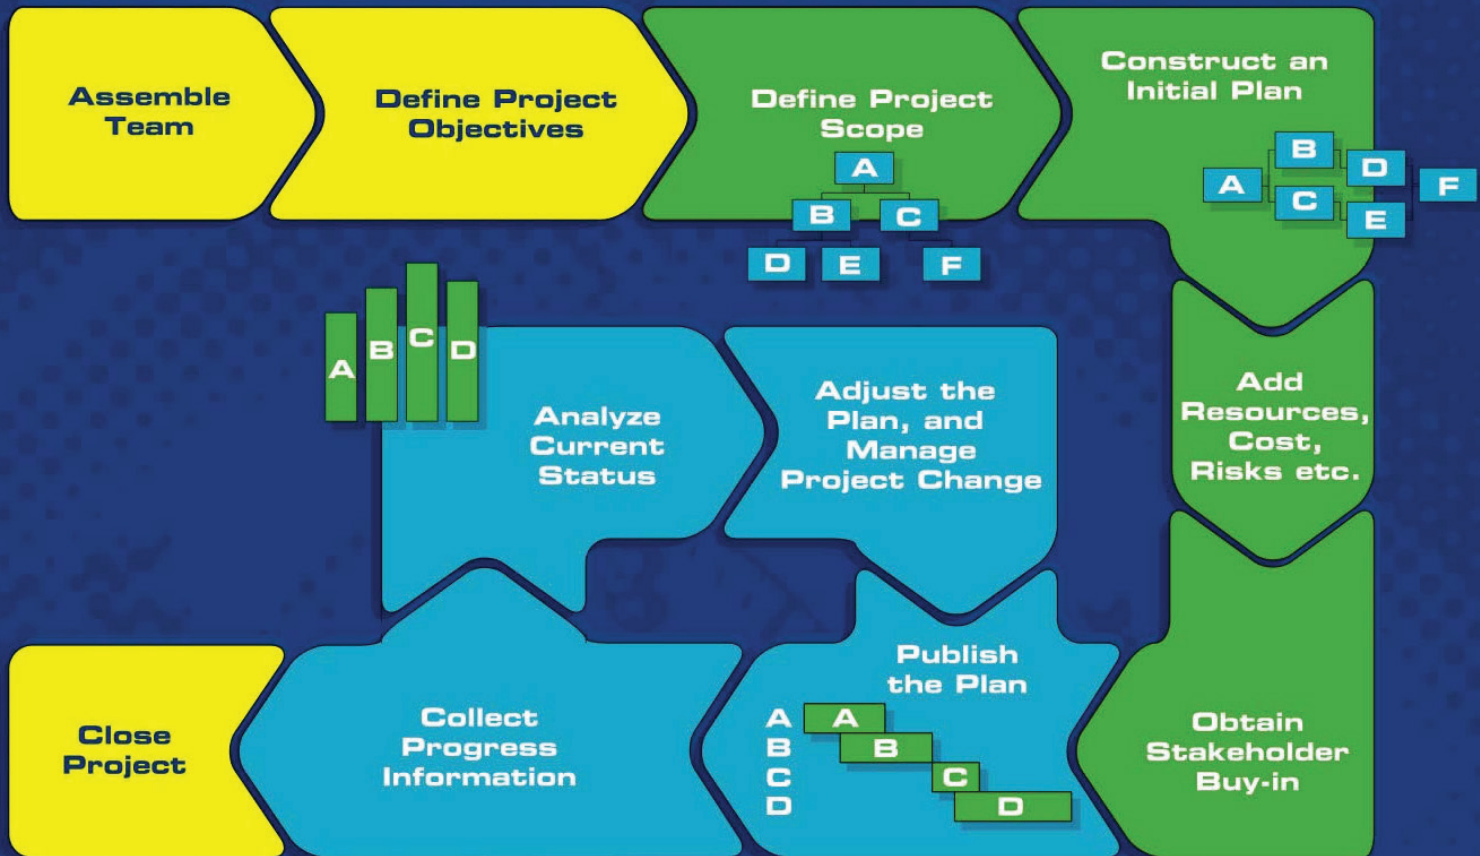 Assemble
Team
Define Project
Objectives
Define Project
Scope
A
B C
D E F
Construct an
Initial Plan
A
B
C
D
E
F
Add
Resources,
Cost,
Risks etc.
Obtain
Stakeholder
Buy-in
Publish
the Plan
A A
B B
C C
D D
Collect
Progress
Information
A
B
C
D
Analyze
Current
Status
Adjust the
Plan, and
Manage
Project Change
Close
Project